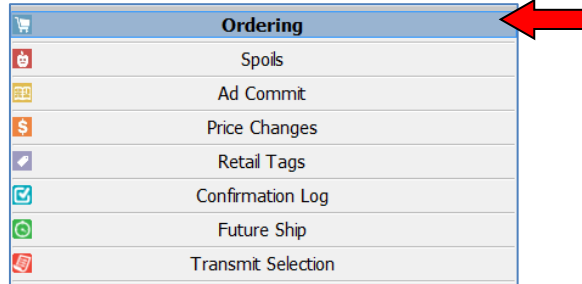 Ordering
Spoils
Ad Commit
Price Changes
Retail Tags
Confirmation Log
Future Ship
Transmit Selection